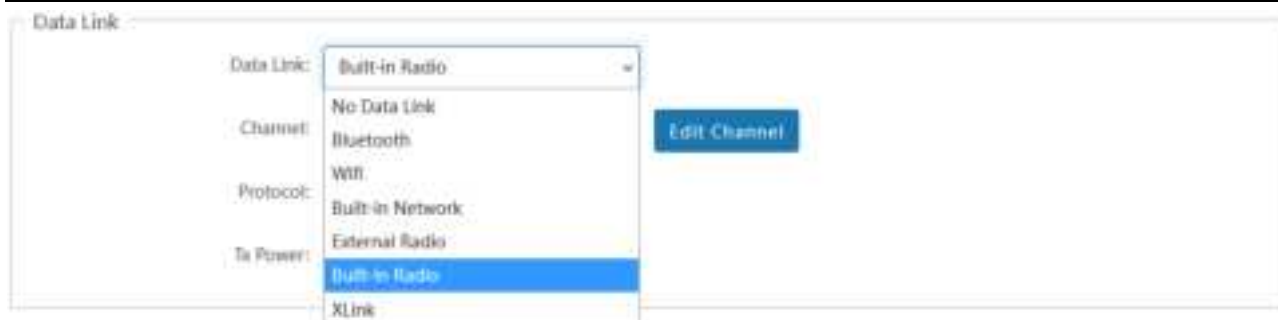 Data Link
Data Link: Built-in Radio
No Data Link
Channel: Edit Channel
Bluetooth
Wifi
Protocol:
Built-in Network
External Radio
Tx Power:
Built-in Radio
XLink